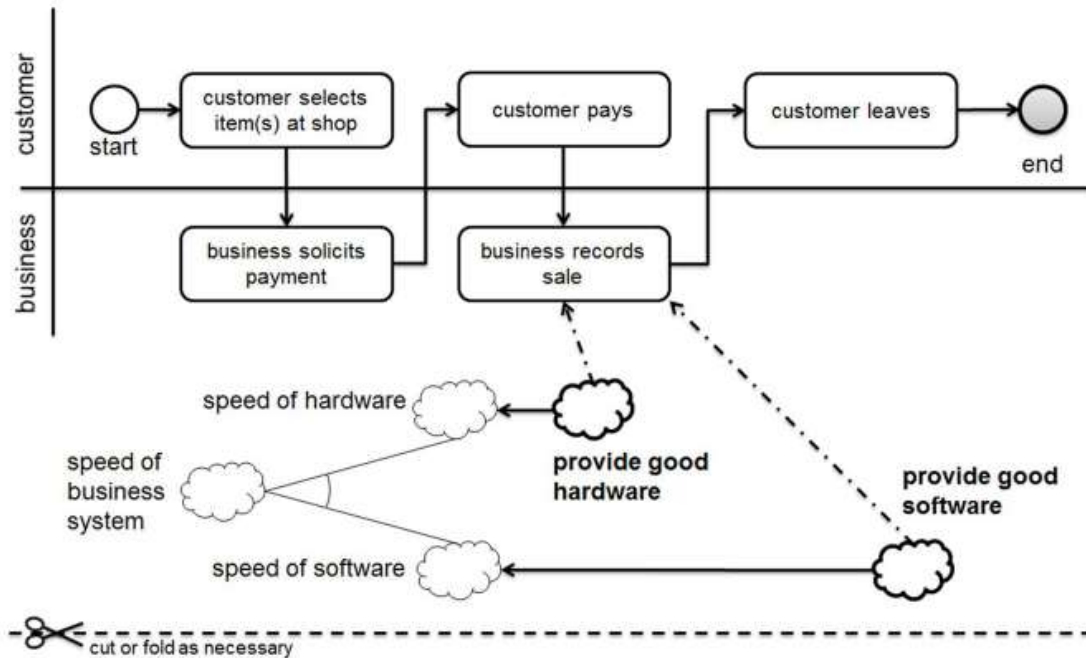 customer
customer selects
item(s) at shop
customer pays
customer leaves
start
end
business
business solicits
payment
business records
sale
speed of hardware
provide good
hardware
speed of
business
system
provide good
software
speed of software
cut or fold as necessary